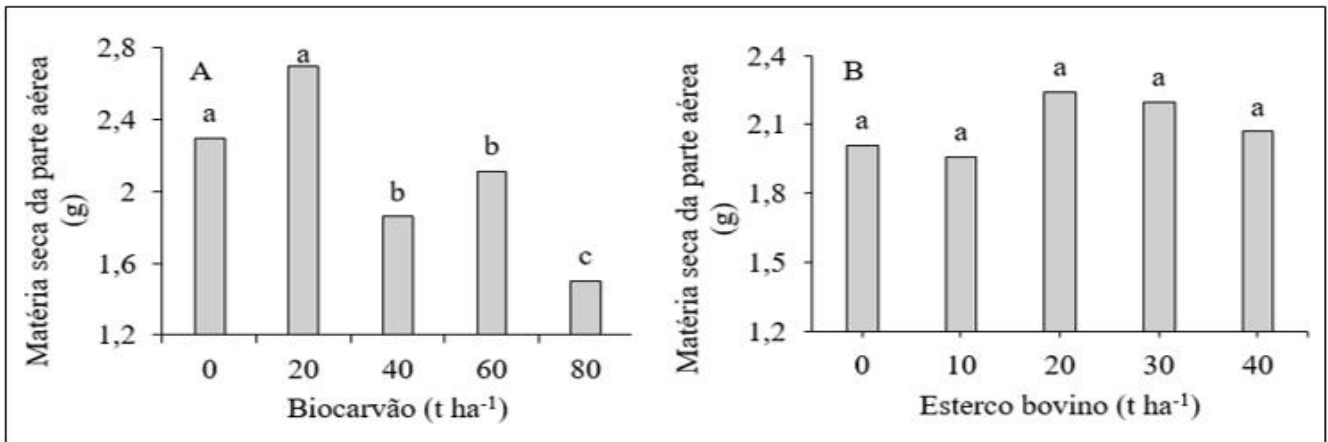 Matéria seca da parte aérea
(g)
2,8
2,4
2
1,6
1,2
A
a
a
b
b
c
0 20 40 60 80
Biocarvão (t ha⁻¹)
Matéria seca da parte aérea
(g)
2,4
2,1
1,8
1,5
1,2
B
a
a
a
a
a
0 10 20 30 40
Esterco bovino (t ha⁻¹)